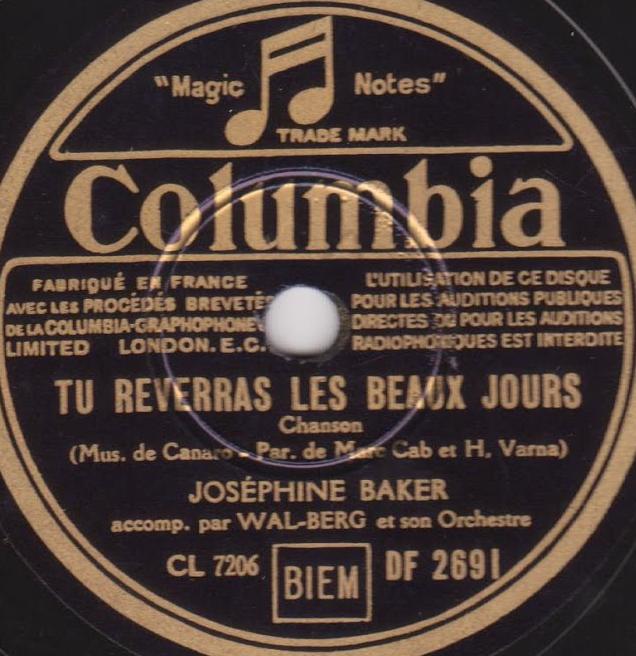 "Magic Notes"
TRADE MARK
Columbia
FABRIQUÉ EN FRANCE
AVEC LES PROCÉDÉS BREVETÉS
DE LA COLUMBIA-GRAPHOPHONE
LIMITED LONDON. E.C.
L'UTILISATION DE CE DISQUE
POUR LES AUDITIONS PUBLIQUES
DIRECTES OU POUR LES AUDITIONS
RADIOPHONIQUES EST INTERDITE
TU REVERRAS LES BEAUX JOURS
Chanson
(Mus. de Canaro - Par. de Marc Cab et H. Varna)
JOSÉPHINE BAKER
accomp. par WAL-BERG et son Orchestre
CL 7206 BIEM DF 2691